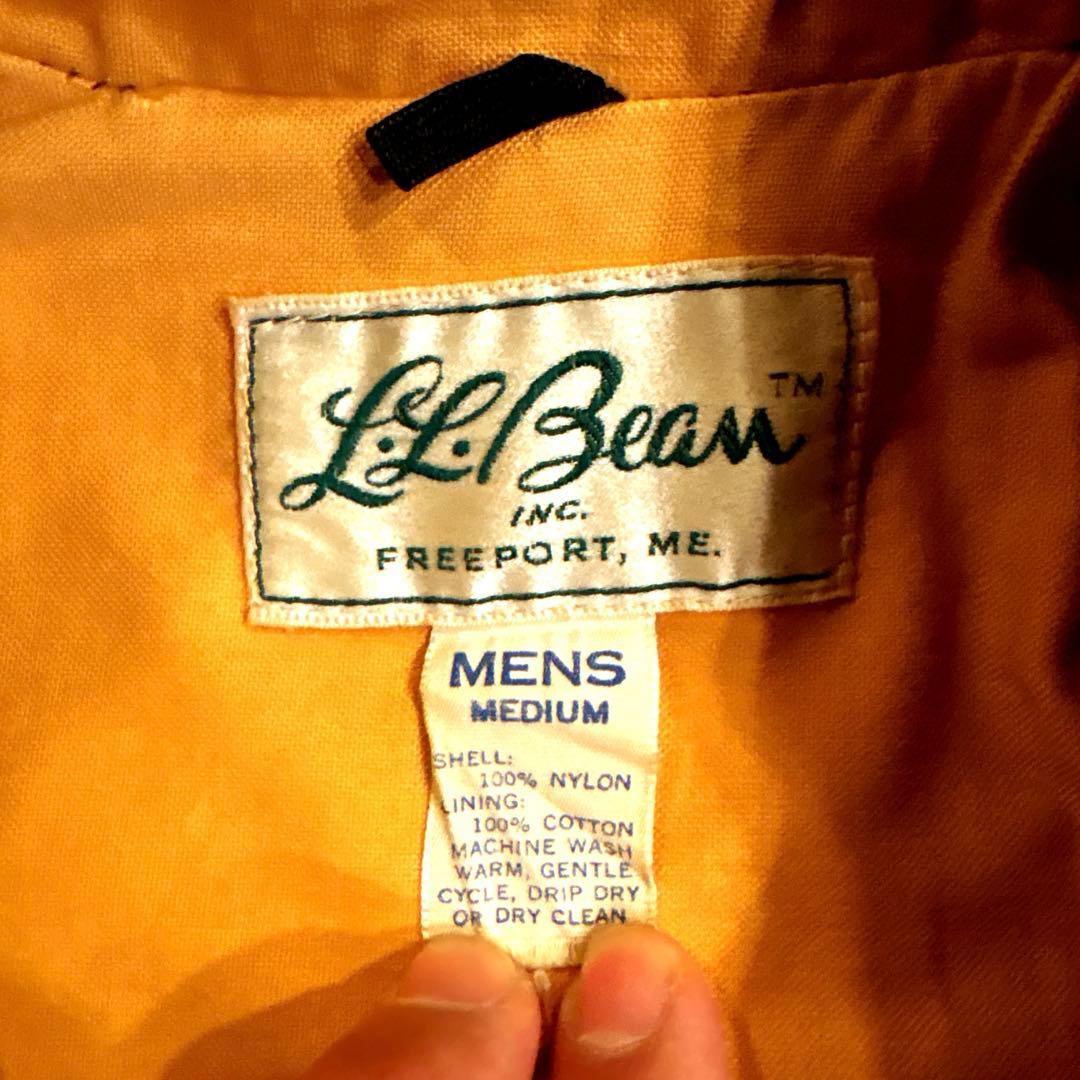 L.L.Bean™
INC.
FREEPORT, ME.
MENS
MEDIUM
SHELL:
100% NYLON
LINING:
100% COTTON
MACHINE WASH
WARM, GENTLE
CYCLE, DRIP DRY
OR DRY CLEAN